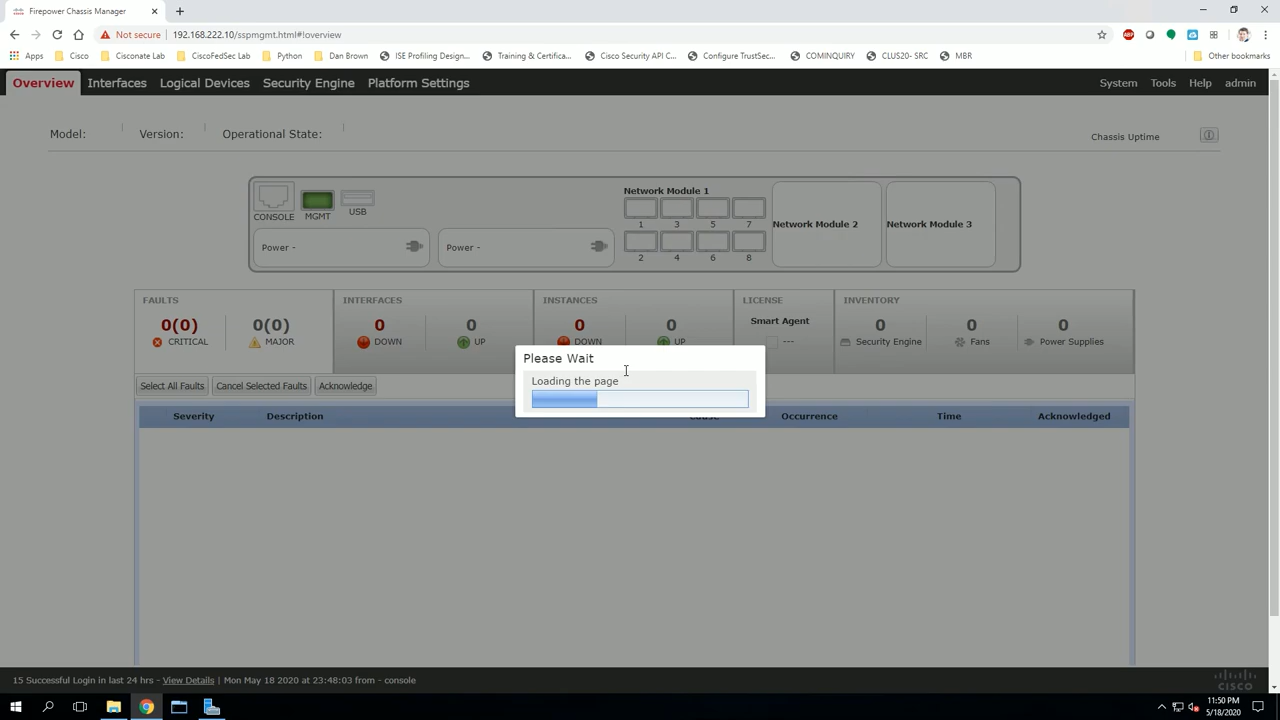 Firepower Chassis Manager
Not secure
192.168.222.10/sspmgmt.html#!overview
ABP
Apps
Cisco
Cisconate Lab
CiscoFedSec Lab
Python
Dan Brown
ISE Profiling Design...
Training & Certifica...
Cisco Security API C...
Configure TrustSec...
COMINQUIRY
CLUS20- SRC
MBR
Other bookmarks
Overview
Interfaces
Logical Devices
Security Engine
Platform Settings
System
Tools
Help
admin
Model:
Version:
Operational State:
Chassis Uptime
CONSOLE
MGMT
USB
Power -
Power -
Network Module 1
1 3 5 7
2 4 6 8
Network Module 2
Network Module 3
FAULTS
0(0)
CRITICAL
0(0)
MAJOR
INTERFACES
0
DOWN
0
UP
INSTANCES
0
DOWN
0
UP
LICENSE
Smart Agent
---
INVENTORY
0
Security Engine
0
Fans
0
Power Supplies
Please Wait
Loading the page
Select All Faults
Cancel Selected Faults
Acknowledge
Severity
Description
Cause
Occurrence
Time
Acknowledged
15 Successful Login in last 24 hrs - View Details | Mon May 18 2020 at 23:48:03 from - console
CISCO
11:50 PM
5/18/2020